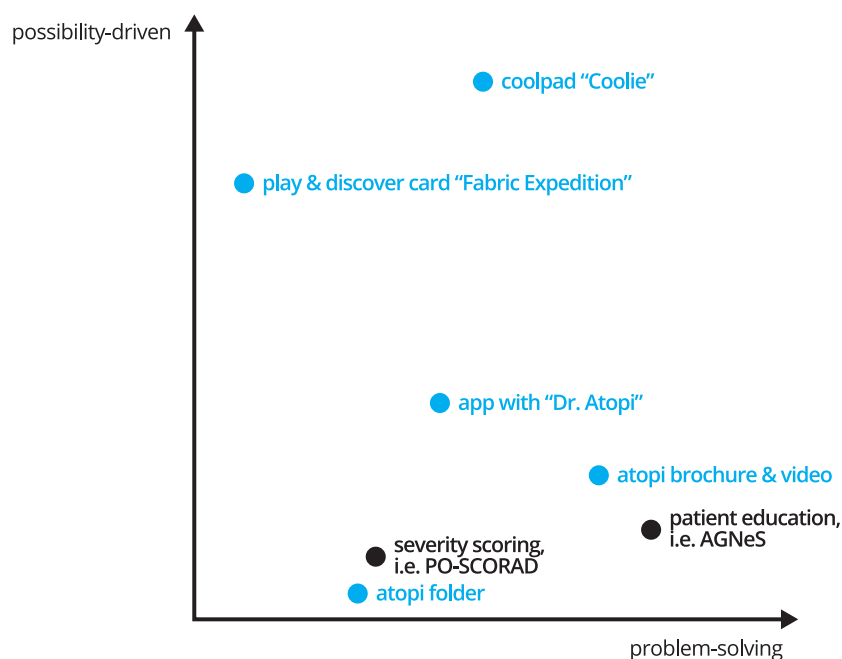 possibility-driven
coolpad “Coolie”
play & discover card “Fabric Expedition”
app with “Dr. Atopi”
atopi brochure & video
patient education,
i.e. AGNeS
severity scoring,
i.e. PO-SCORAD
atopi folder
problem-solving